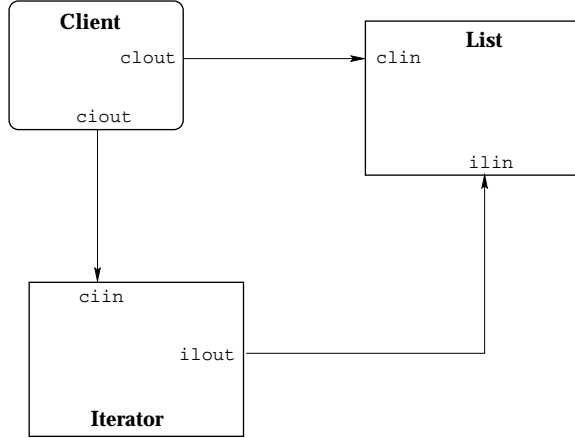 Client
List
clout
clin
ciout
ilin
ciin
ilout
Iterator